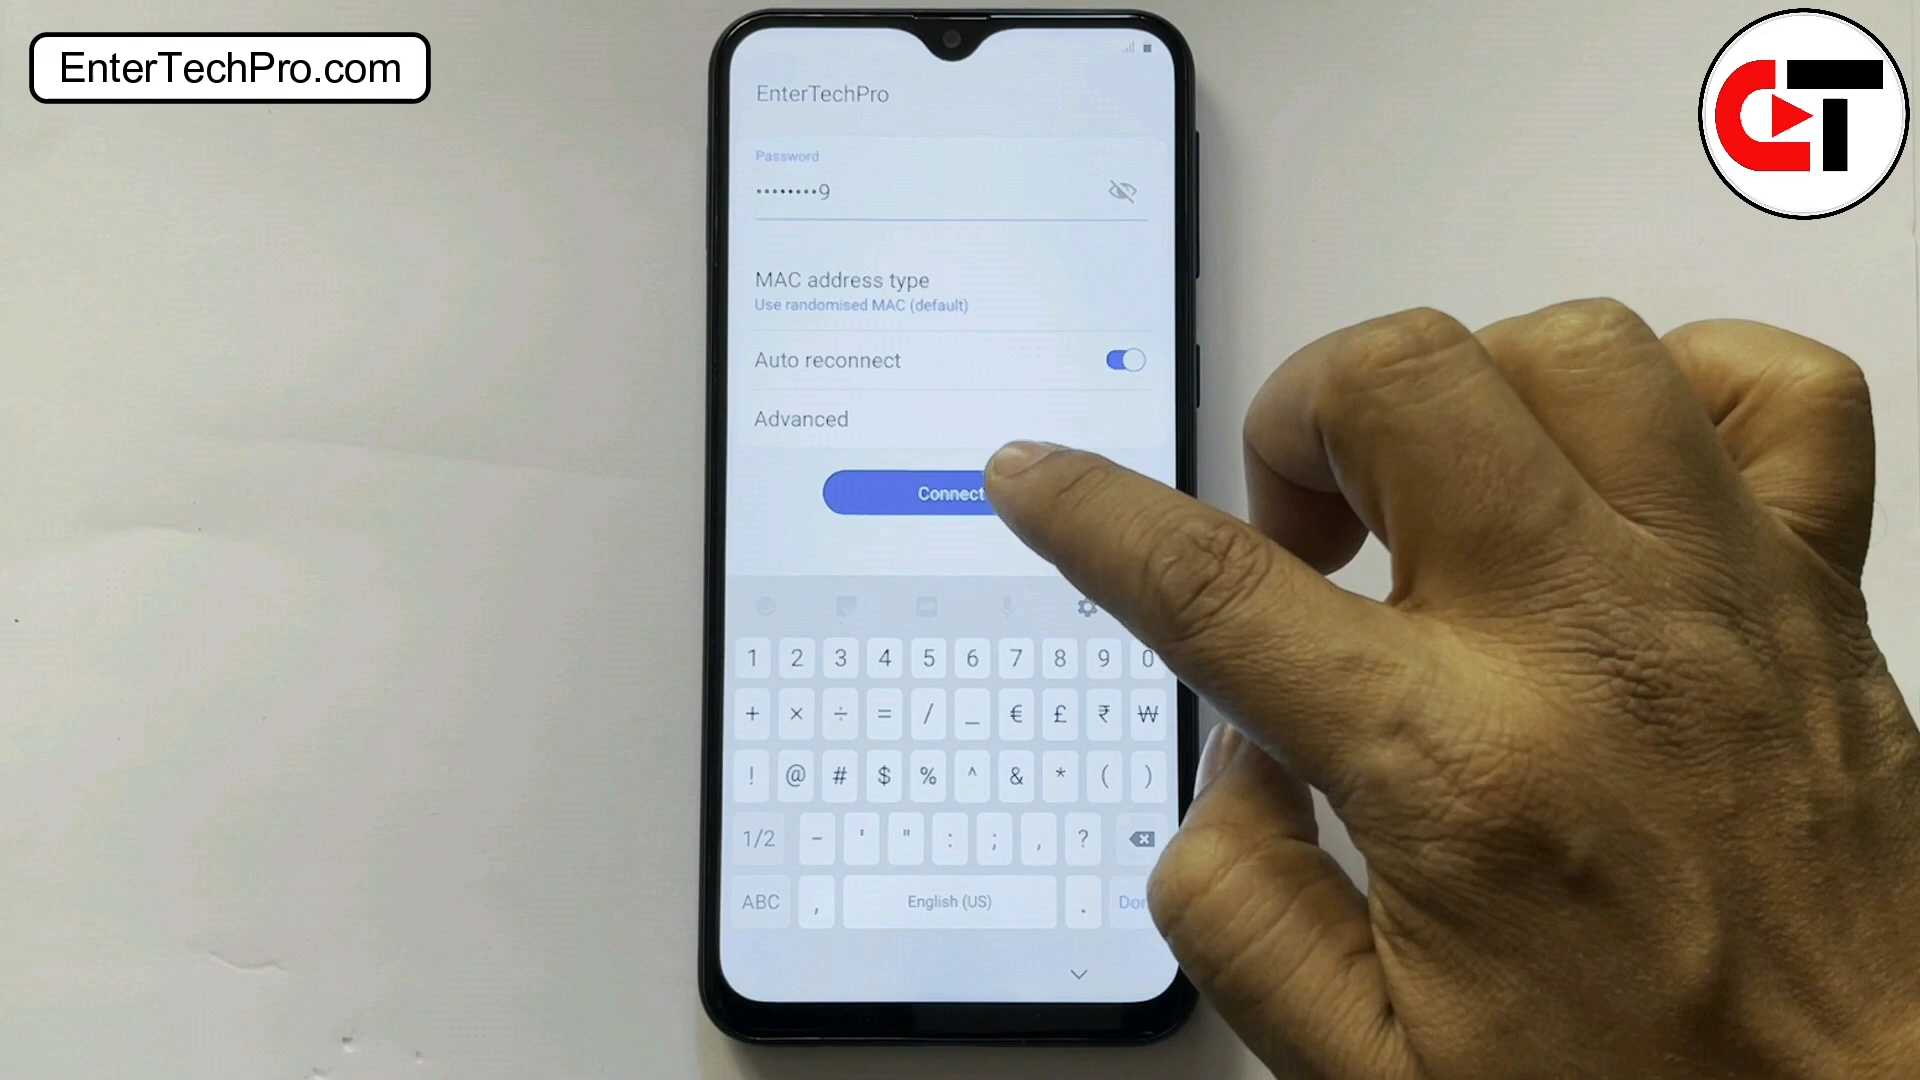 EnterTechPro.com
EnterTechPro
Password
••••••••9
MAC address type
Use randomised MAC (default)
Auto reconnect
Advanced
Connect
1 2 3 4 5 6 7 8 9 0
+ × ÷ = / _ € £ ₹ ₩
! @ # $ % ^ & * ( )
1/2 - ' " : ; , ?
ABC , English (US) .